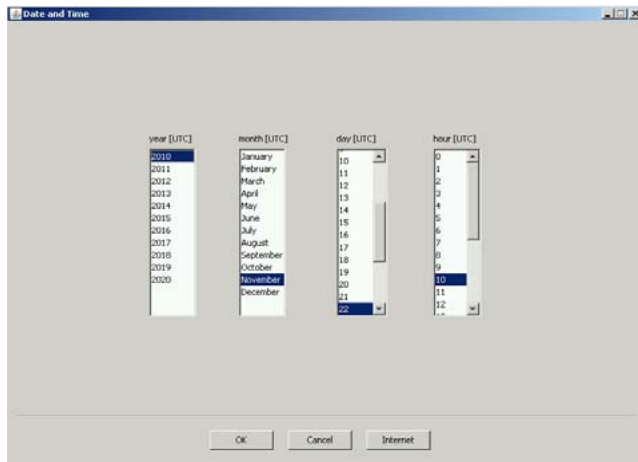 Date and Time
year [UTC]
month [UTC]
day [UTC]
hour [UTC]
2010
2011
2012
2013
2014
2015
2016
2017
2018
2019
2020
January
February
March
April
May
June
July
August
September
October
November
December
10
11
12
13
14
15
16
17
18
19
20
21
22
0
1
2
3
4
5
6
7
8
9
10
11
12
OK
Cancel
Internet